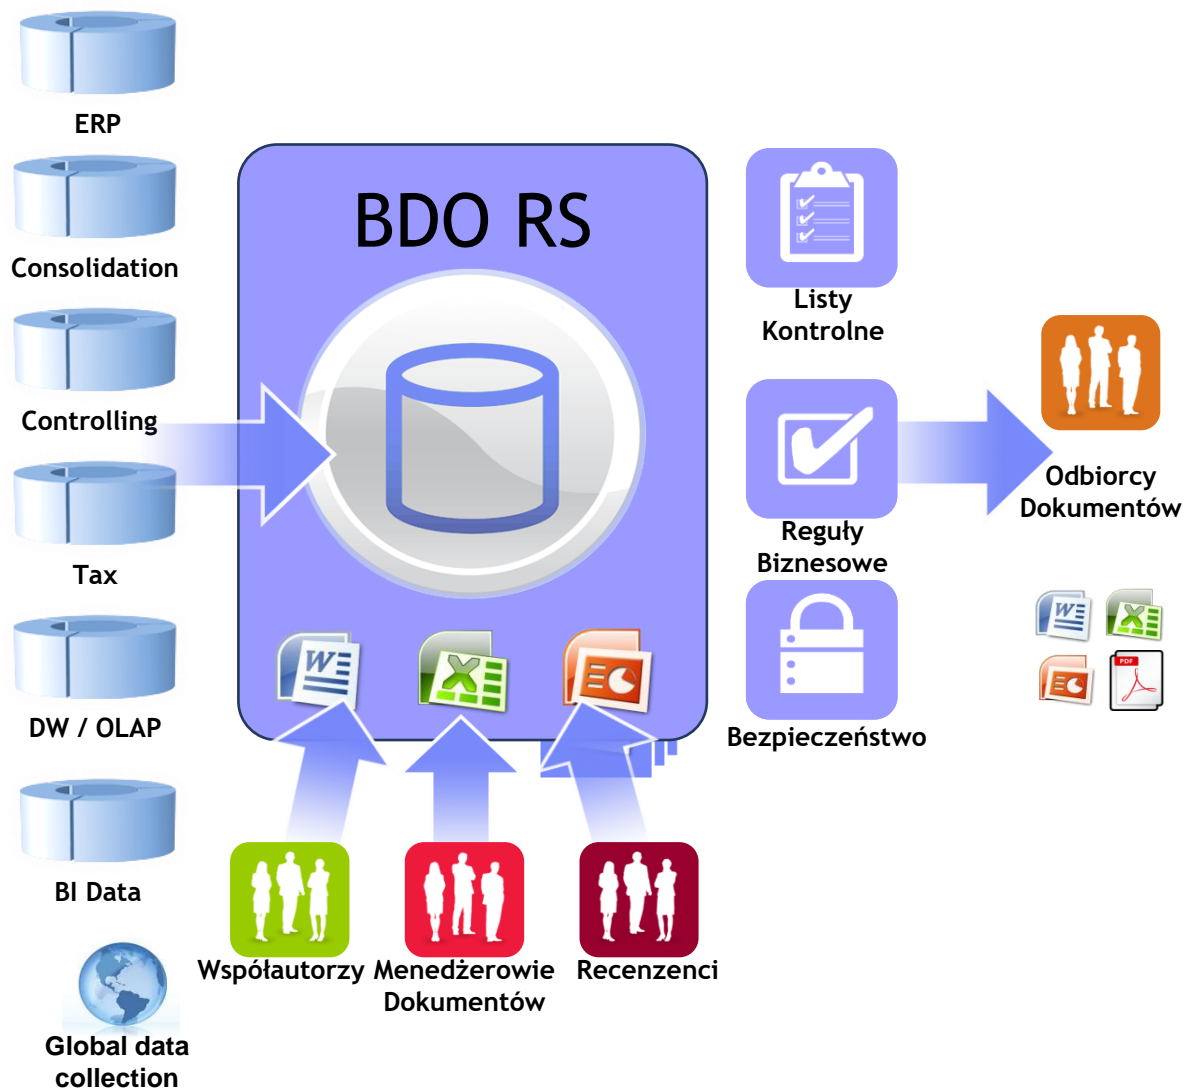 ERP
Consolidation
Controlling
Tax
DW / OLAP
BI Data
Global data
collection
BDO RS
W
X
Współautorzy
Menedżerowie
Dokumentów
Recenzenci
Listy
Kontrolne
Reguły
Biznesowe
Bezpieczeństwo
Odbiorcy
Dokumentów
W
X
PDF